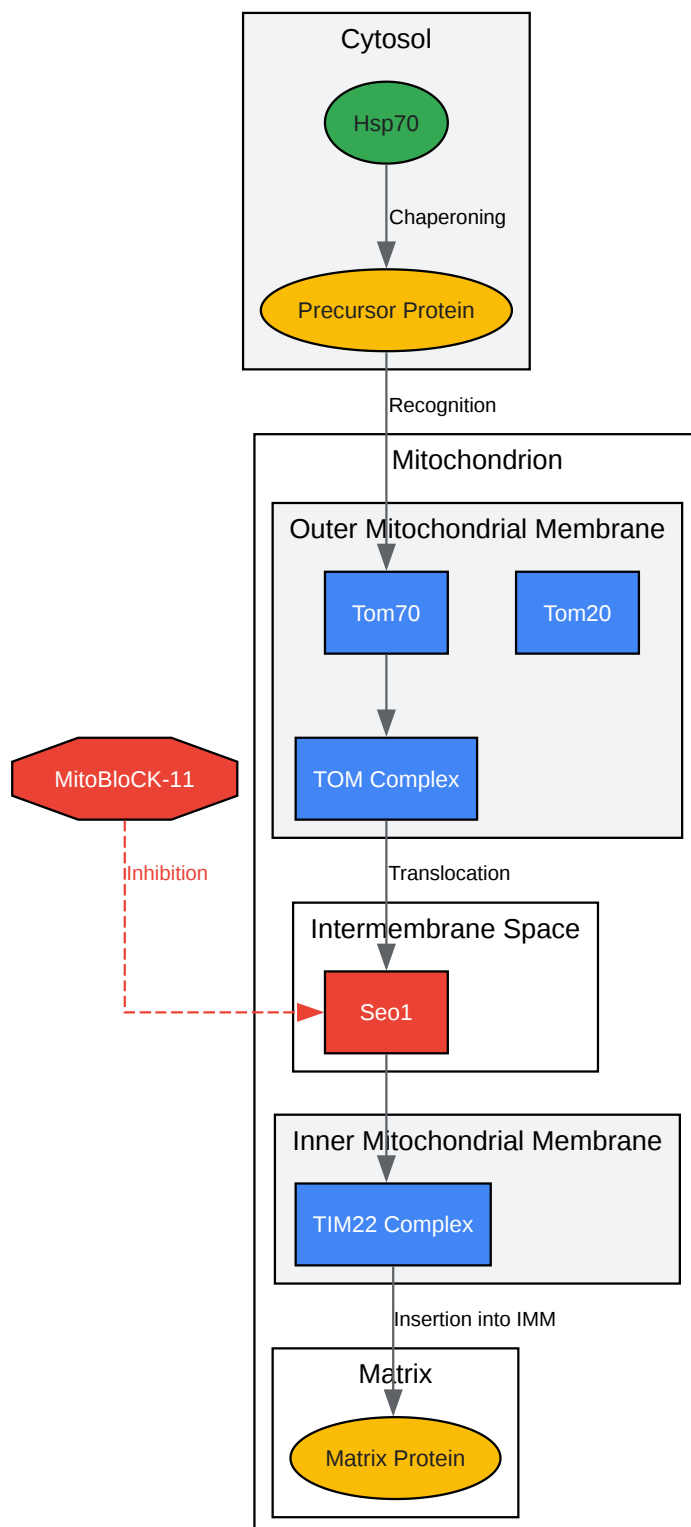 Cytosol
Hsp70
Chaperoning
Precursor Protein
Recognition
Mitochondrion
Outer Mitochondrial Membrane
Tom70
Tom20
MitoBloCK-11
TOM Complex
Inhibition
Translocation
Intermembrane Space
Seo1
Inner Mitochondrial Membrane
TIM22 Complex
Insertion into IMM
Matrix
Matrix Protein